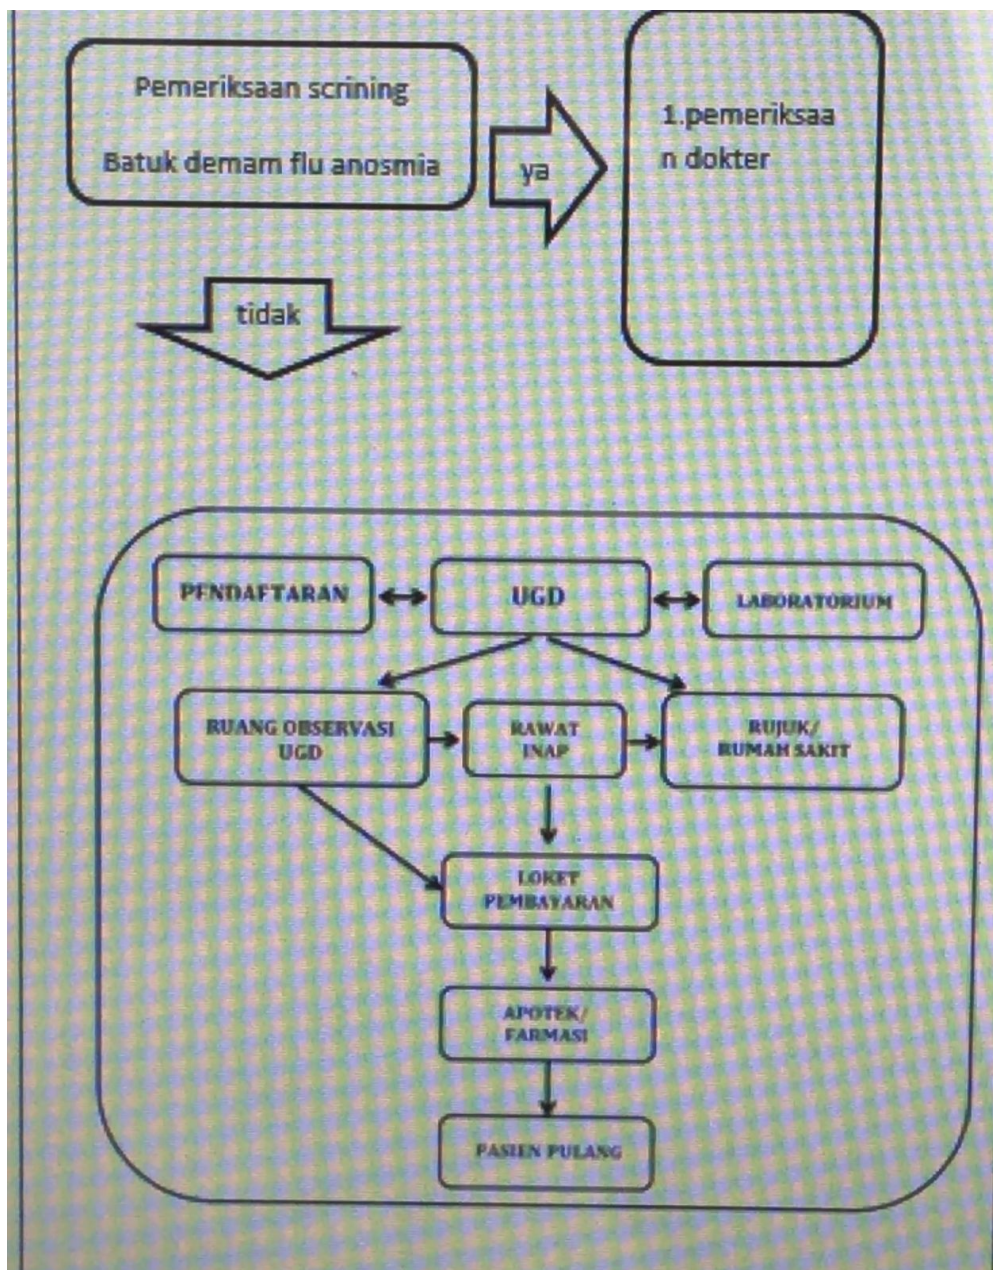 Pemeriksaan scrining
Batuk demam flu anosmia
ya
1.pemeriksaa
n dokter
tidak
PENDAFTARAN
UGD
LABORATORIUM
RUANG OBSERVASI
UGD
RAWAT
INAP
RUJUK/
RUMAH SAKIT
LOKET
PEMBAYARAN
APOTEK/
FARMASI
PASIEN PULANG